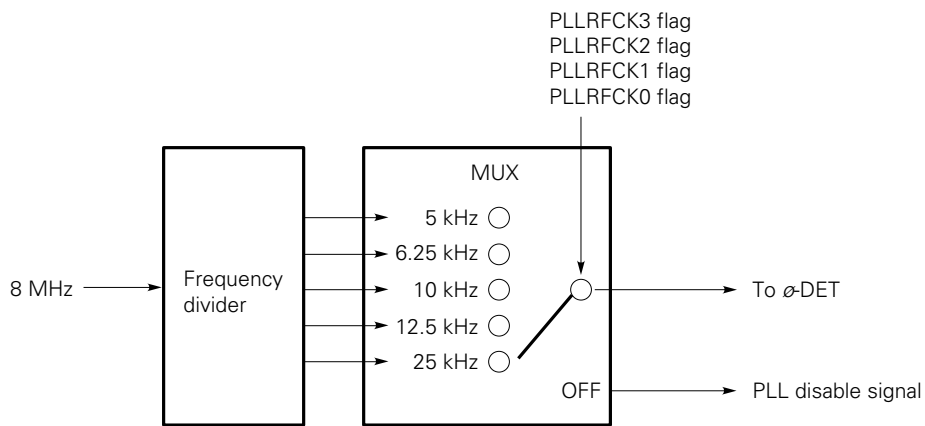 PLLRFCK3 flag
PLLRFCK2 flag
PLLRFCK1 flag
PLLRFCK0 flag
MUX
5 kHz
6.25 kHz
8 MHz
Frequency
divider
10 kHz
To ø-DET
12.5 kHz
25 kHz
OFF
PLL disable signal